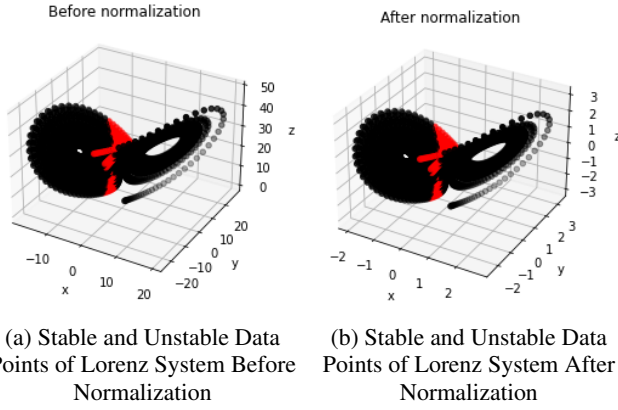 Before normalization
After normalization
50
40
30
20
10
0
z
−10
0
10
20
x
−20
−10
0
10
20
y
3
2
1
0
−1
−2
−3
z
−2
−1
0
1
2
x
−2
−1
0
1
2
3
y
(a) Stable and Unstable Data
Points of Lorenz System Before
Normalization
(b) Stable and Unstable Data
Points of Lorenz System After
Normalization